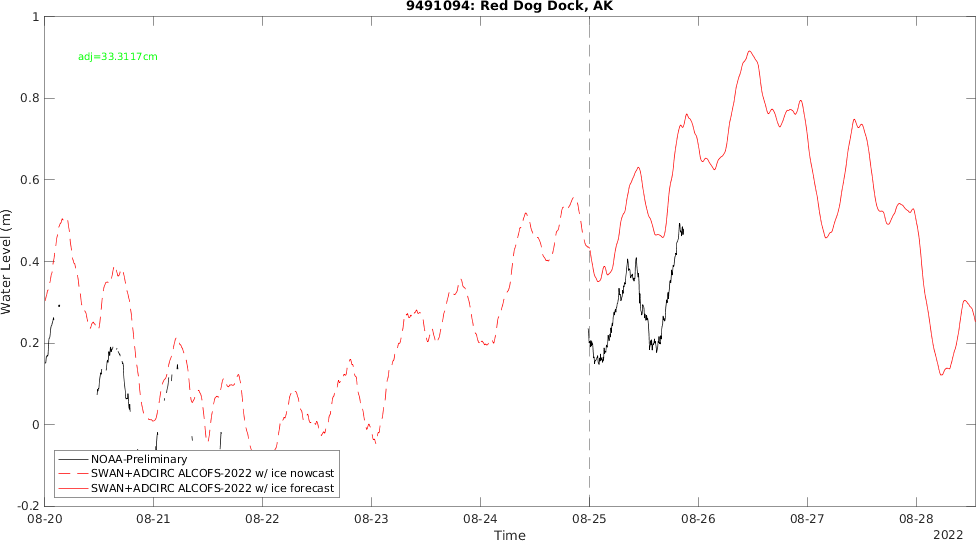 9491094: Red Dog Dock, AK
adj=33.3117cm
Water Level (m)
1
0.8
0.6
0.4
0.2
0
-0.2
NOAA-Preliminary
SWAN+ADCIRC ALCOFS-2022 w/ ice nowcast
SWAN+ADCIRC ALCOFS-2022 w/ ice forecast
08-20 08-21 08-22 08-23 08-24 08-25 08-26 08-27 08-28
Time
2022